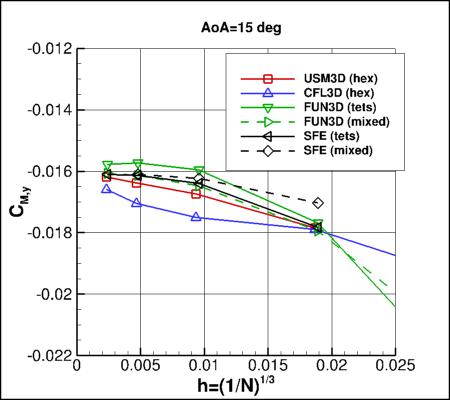 AoA=15 deg
-0.012
-0.014
-0.016
-0.018
-0.02
-0.022
C_M,y
USM3D (hex)
CFL3D (hex)
FUN3D (tets)
FUN3D (mixed)
SFE (tets)
SFE (mixed)
0 0.005 0.01 0.015 0.02 0.025
h=(1/N)^1/3